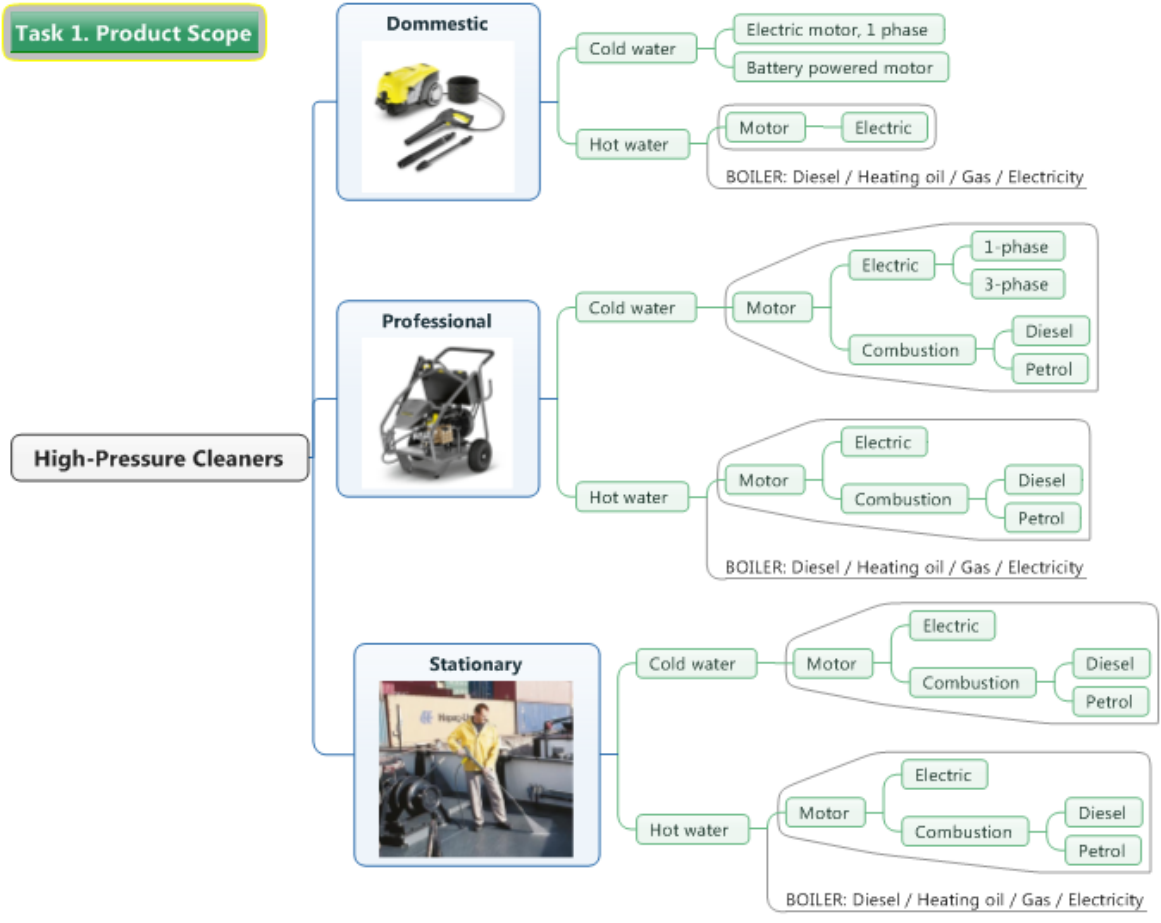 Task 1. Product Scope
High-Pressure Cleaners
Dommestic
Cold water
Electric motor, 1 phase
Battery powered motor
Hot water
Motor
Electric
BOILER: Diesel / Heating oil / Gas / Electricity
Professional
Cold water
Motor
Electric
1-phase
3-phase
Combustion
Diesel
Petrol
Hot water
Motor
Electric
Combustion
Diesel
Petrol
BOILER: Diesel / Heating oil / Gas / Electricity
Stationary
Cold water
Motor
Electric
Combustion
Diesel
Petrol
Hot water
Motor
Electric
Combustion
Diesel
Petrol
BOILER: Diesel / Heating oil / Gas / Electricity